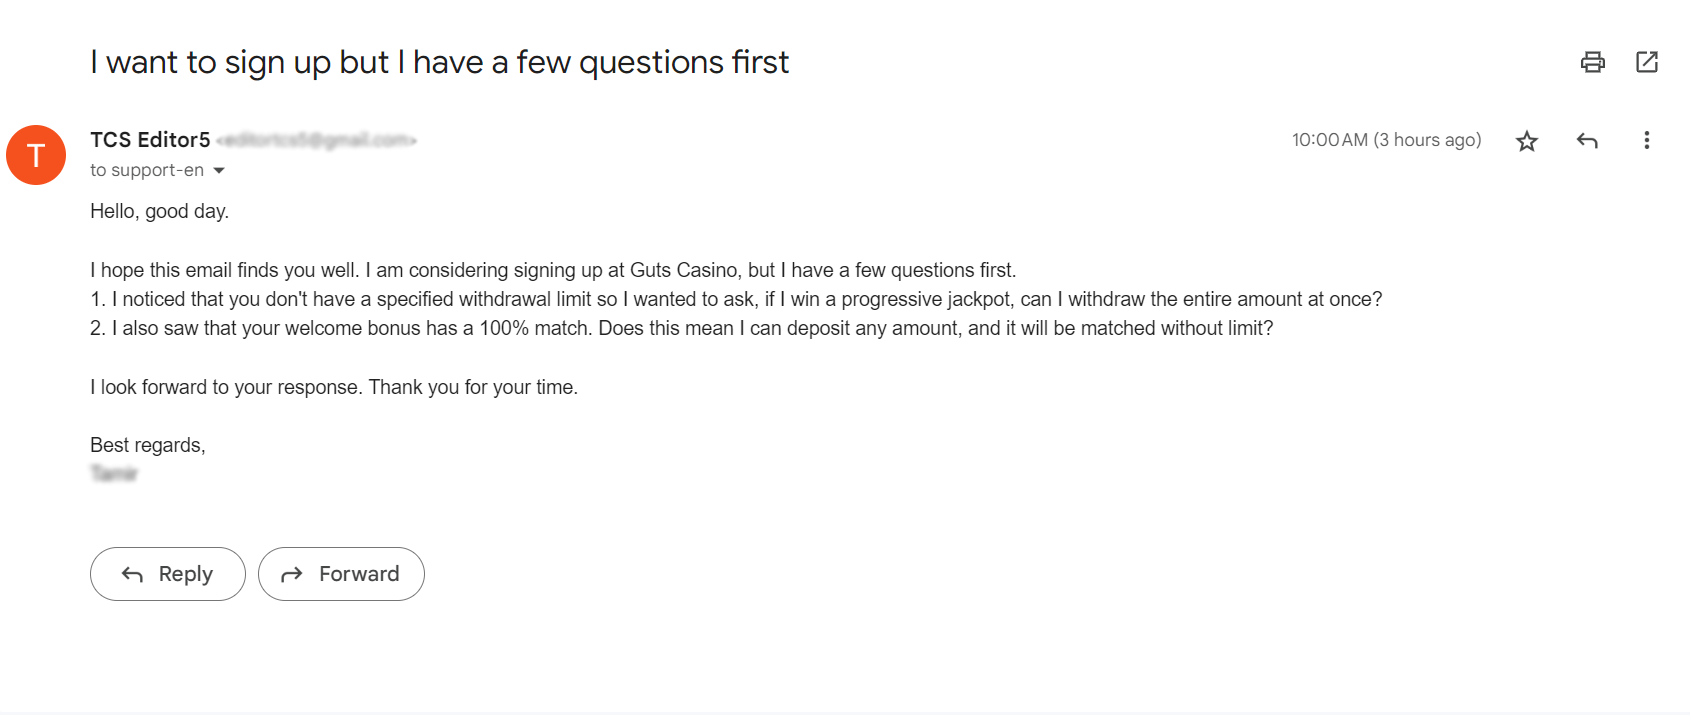 I want to sign up but I have a few questions first
T
TCS Editor5
10:00 AM (3 hours ago)
to support-en
Hello, good day.
I hope this email finds you well. I am considering signing up at Guts Casino, but I have a few questions first.
1. I noticed that you don't have a specified withdrawal limit so I wanted to ask, if I win a progressive jackpot, can I withdraw the entire amount at once?
2. I also saw that your welcome bonus has a 100% match. Does this mean I can deposit any amount, and it will be matched without limit?
I look forward to your response. Thank you for your time.
Best regards,
Reply
Forward